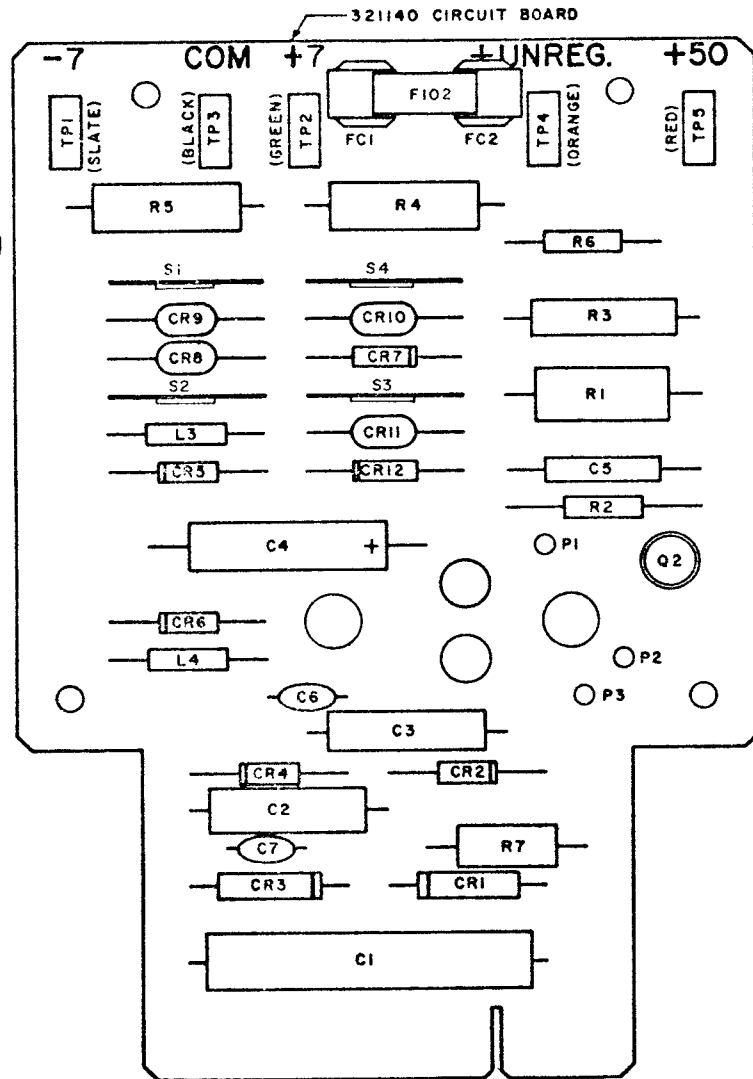 321140 CIRCUIT BOARD
-7 COM +7 +UNREG. +50
TP1 (SLATE)
(BLACK) TP3
(GREEN) TP2
F102
FC1 FC2
TP4 (ORANGE)
(RED) TP5
R5 R4
R6
S1 S4
CR9 CR10 R3
CR8 CR7
S2 S3 R1
L3 CR11
CR5 CR12 C5
R2
C4 + P1 Q2
CR6
L4 P2
C6 P3
C3
CR4 CR2
C2
C7 R7
CR3 CR1
C1